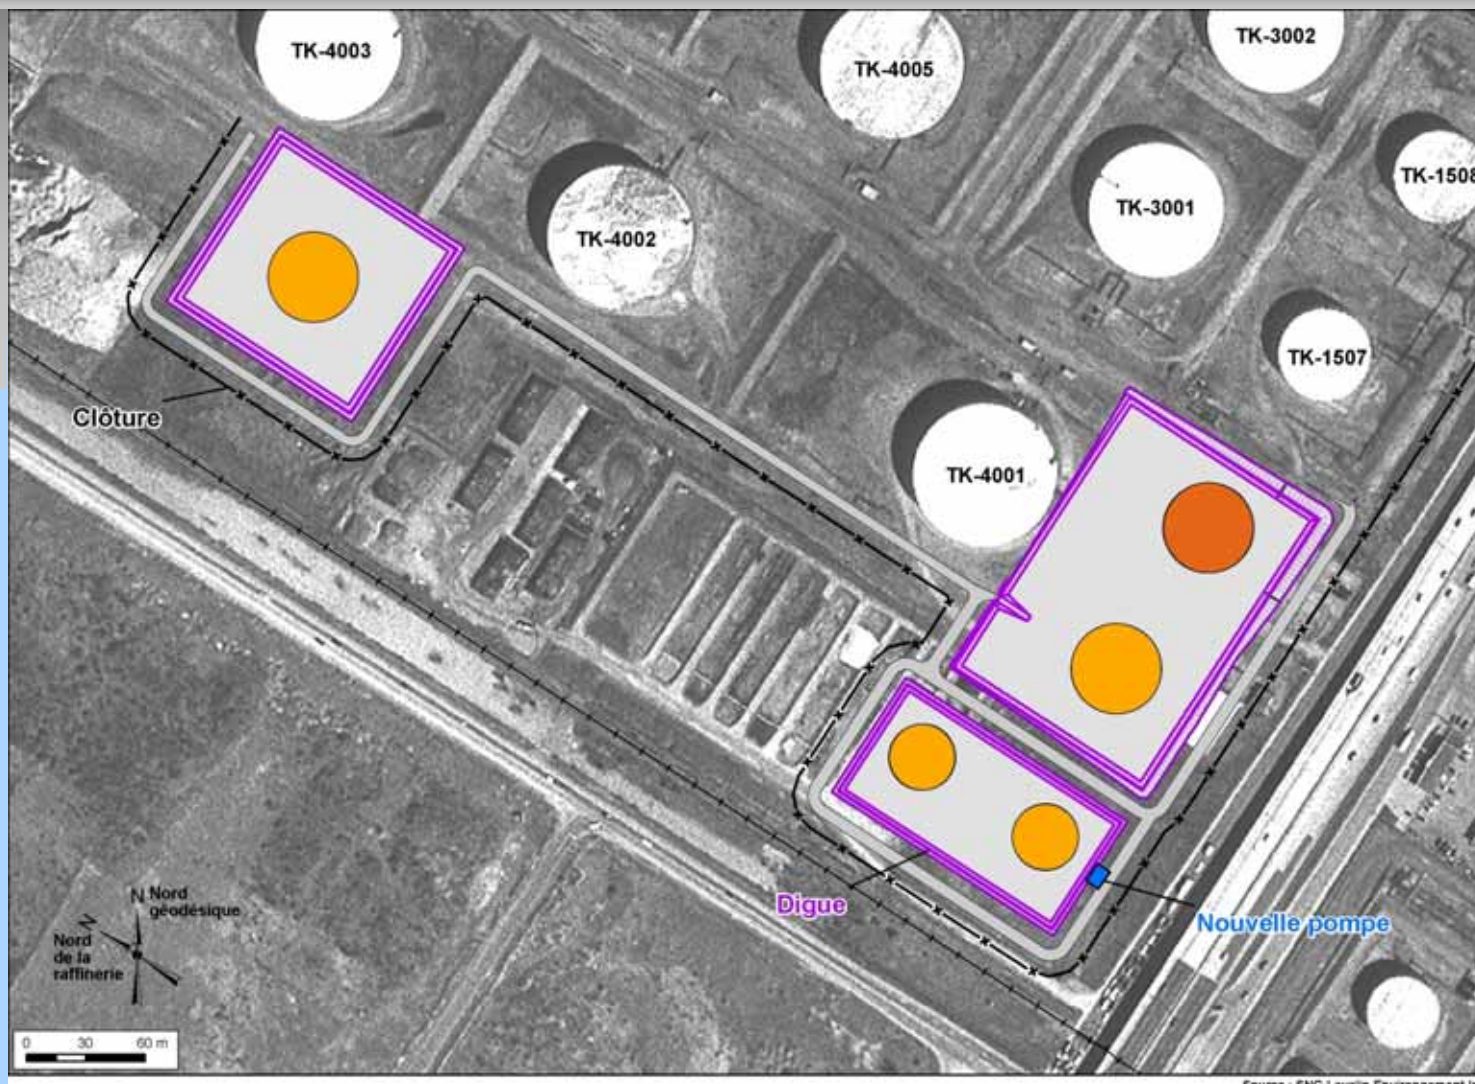 TK-4003
TK-4005
TK-3002
TK-1508
TK-3001
TK-4002
TK-1507
Clôture
TK-4001
Digue
Nouvelle pompe
N Nord
géodésique
N
Nord
de la
raffinerie
0 30 60 m